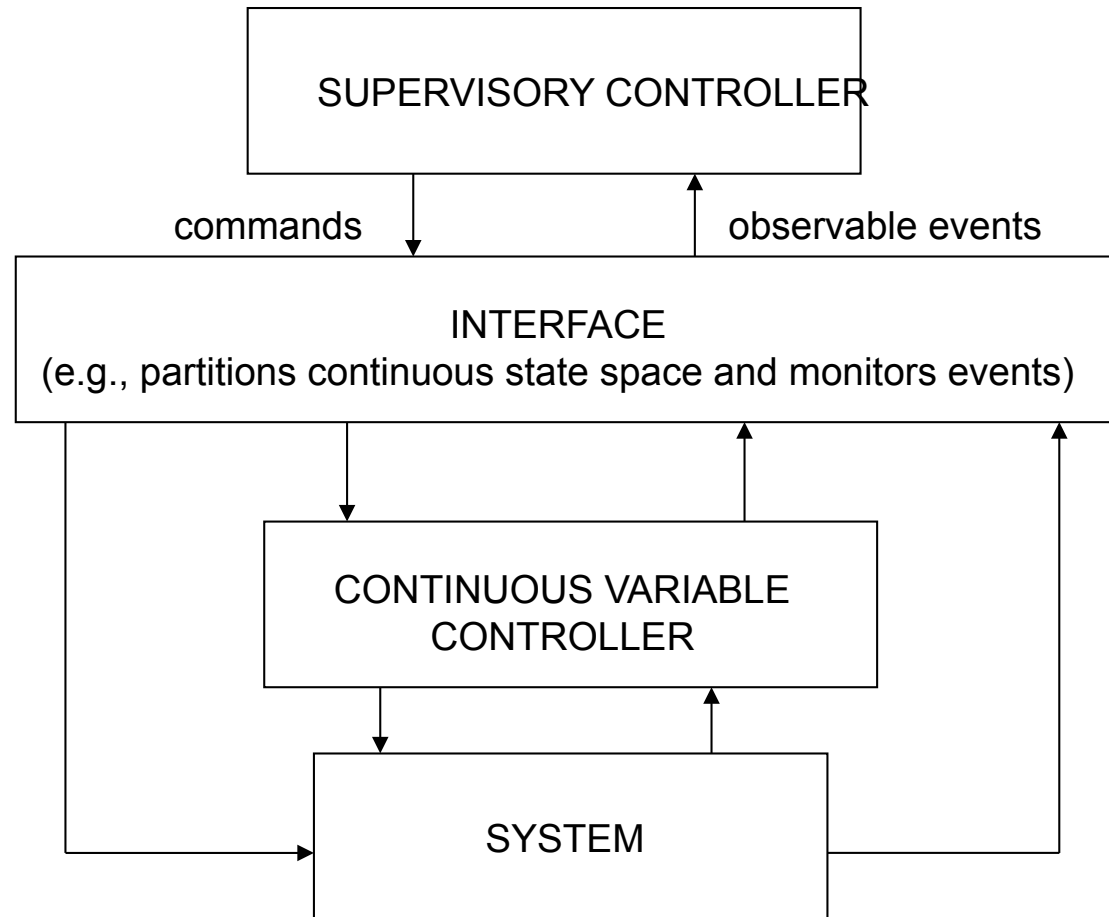 SUPERVISORY CONTROLLER
commands
observable events
INTERFACE
(e.g., partitions continuous state space and monitors events)
CONTINUOUS VARIABLE
CONTROLLER
SYSTEM